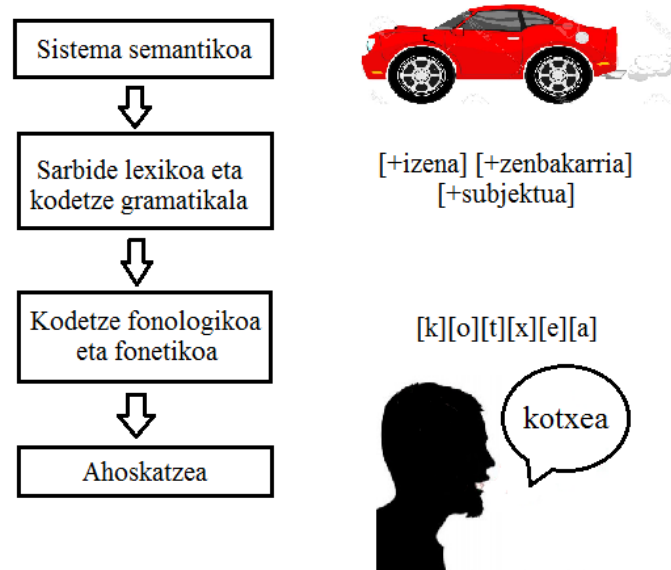 Sistema semantikoa
Sarbide lexikoa eta
kodetze gramatikala
[+izena] [+zenbakarria]
[+subjektua]
Kodetze fonologikoa
eta fonetikoa
[k][o][t][x][e][a]
kotxea
Ahoskatzea